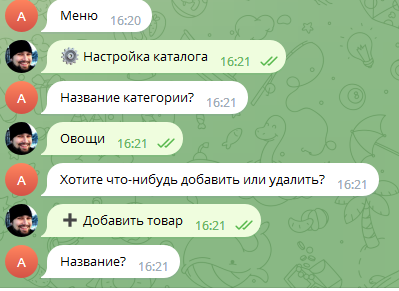 А
Меню 16:20
Настройка каталога 16:21
А
Название категории? 16:21
Овощи 16:21
А
Хотите что-нибудь добавить или удалить? 16:21
Добавить товар 16:21
А
Название? 16:21